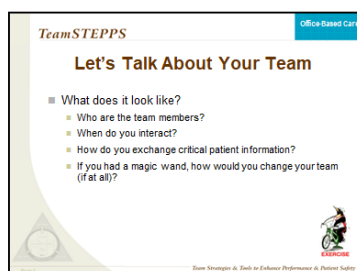 Office-Based Care
TeamSTEPPS
Let's Talk About Your Team
What does it look like?
Who are the team members?
When do you interact?
How do you exchange critical patient information?
If you had a magic wand, how would you change your team
(if at all)?
EXERCISE
Team Strategies & Tools to Enhance Performance & Patient Safety